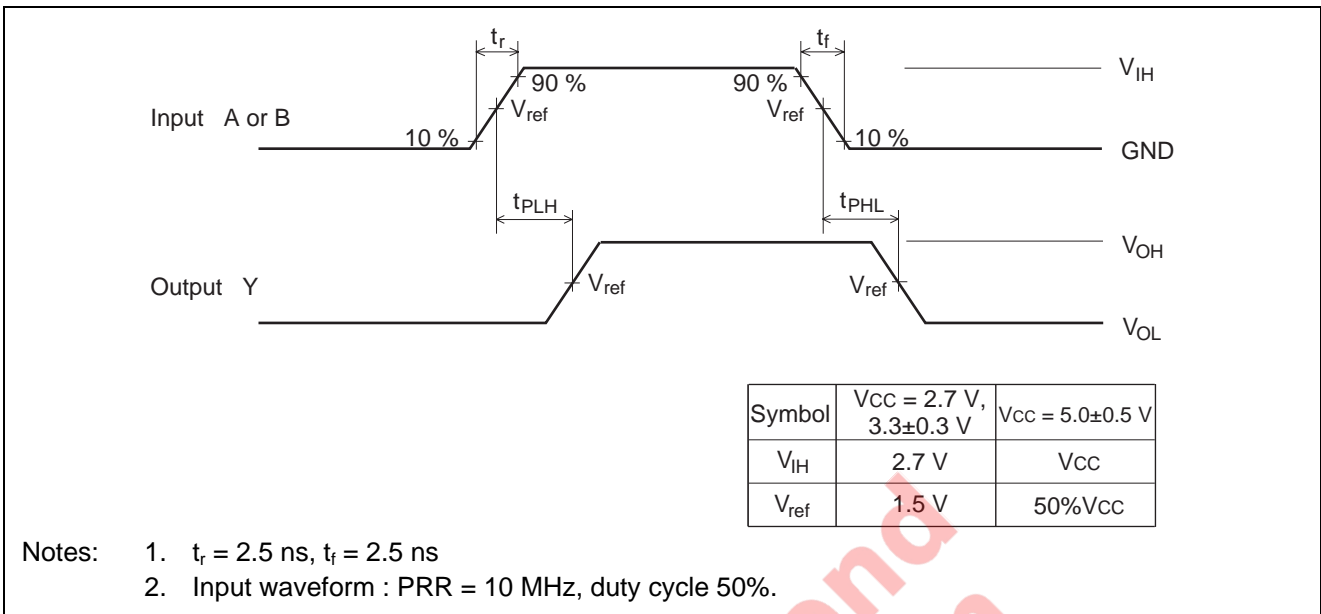 tr tf
VIH
90 % 90 %
Input A or B Vref Vref
10 % 10 %
GND
tPLH tPHL
VOH
Output Y Vref Vref
VOL
Symbol VCC = 2.7 V, 3.3±0.3 V VCC = 5.0±0.5 V
VIH 2.7 V VCC
Vref 1.5 V 50%VCC
Notes: 1. tr = 2.5 ns, tf = 2.5 ns
2. Input waveform : PRR = 10 MHz, duty cycle 50%.